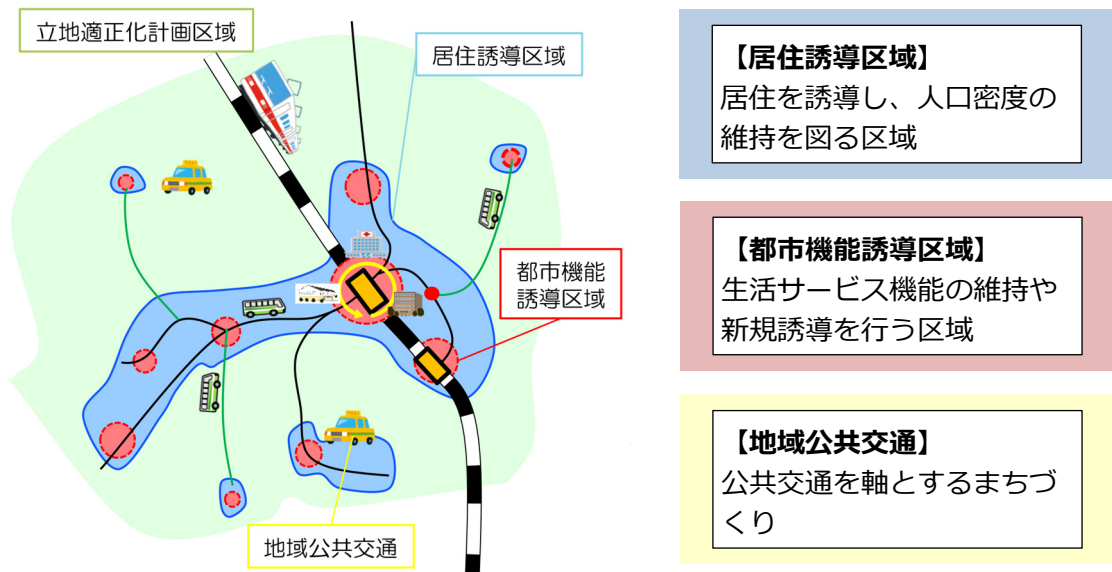 立地適正化計画区域
居住誘導区域
都市機能
誘導区域
地域公共交通
【居住誘導区域】
居住を誘導し、人口密度の
維持を図る区域
【都市機能誘導区域】
生活サービス機能の維持や
新規誘導を行う区域
【地域公共交通】
公共交通を軸とするまちづ
くり